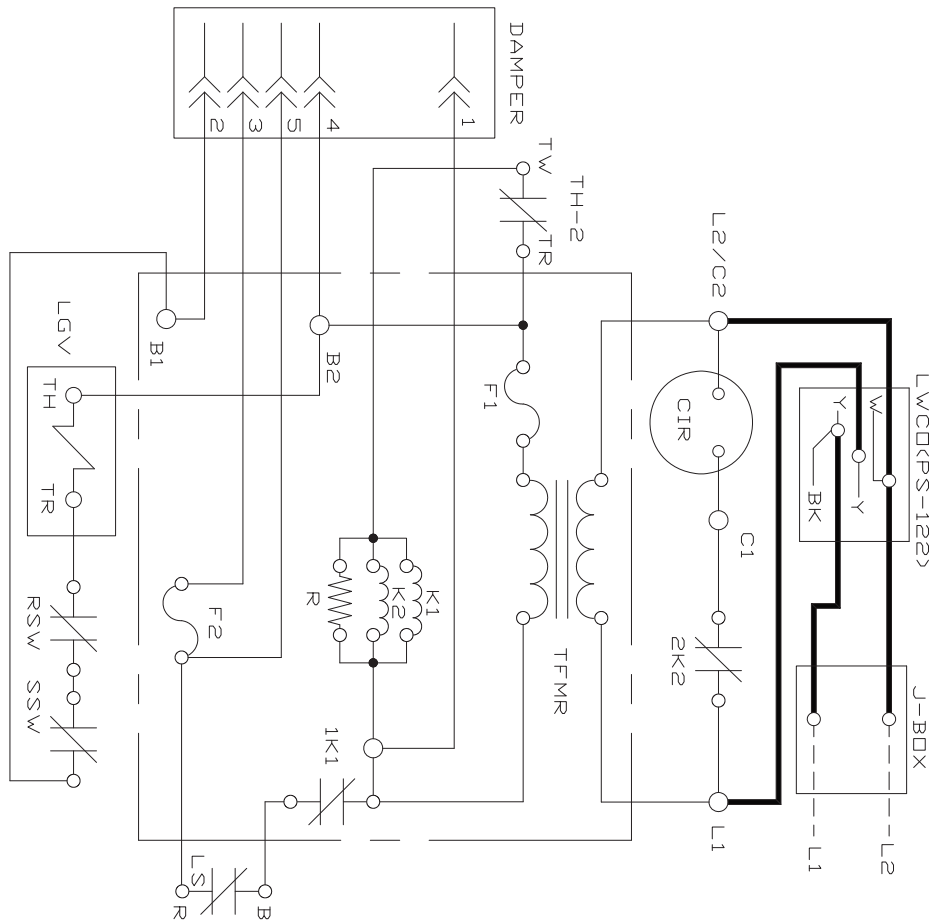 DAMPER
1
4
5
3
2
TW
TH-2
TR
L2/C2
LWCO(PS-122)
W
Y
Y
BK
J-BOX
L2
L1
CIR
C1
2K2
L1
F1
TFMR
B2
B1
K1
K2
R
1K1
F2
LGV
TH
TR
RSW
SSW
LS
B
R